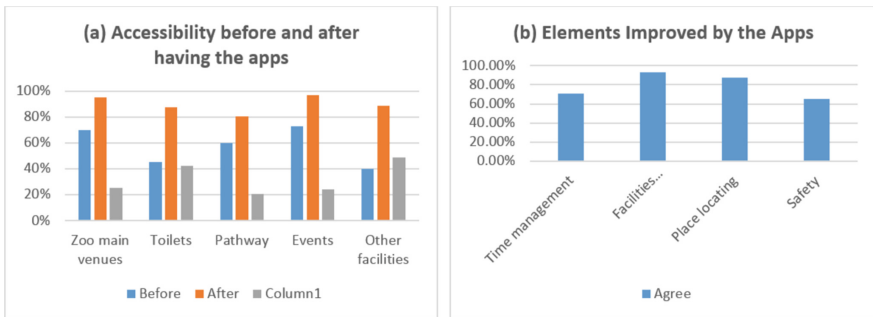 (a) Accessibility before and after
having the apps
100%
80%
60%
40%
20%
0%
Zoo main
venues
Toilets
Pathway
Events
Other
facilities
Before
After
Column1
(b) Elements Improved by the Apps
100.00%
80.00%
60.00%
40.00%
20.00%
0.00%
Time management
Facilities...
Place locating
Safety
Agree